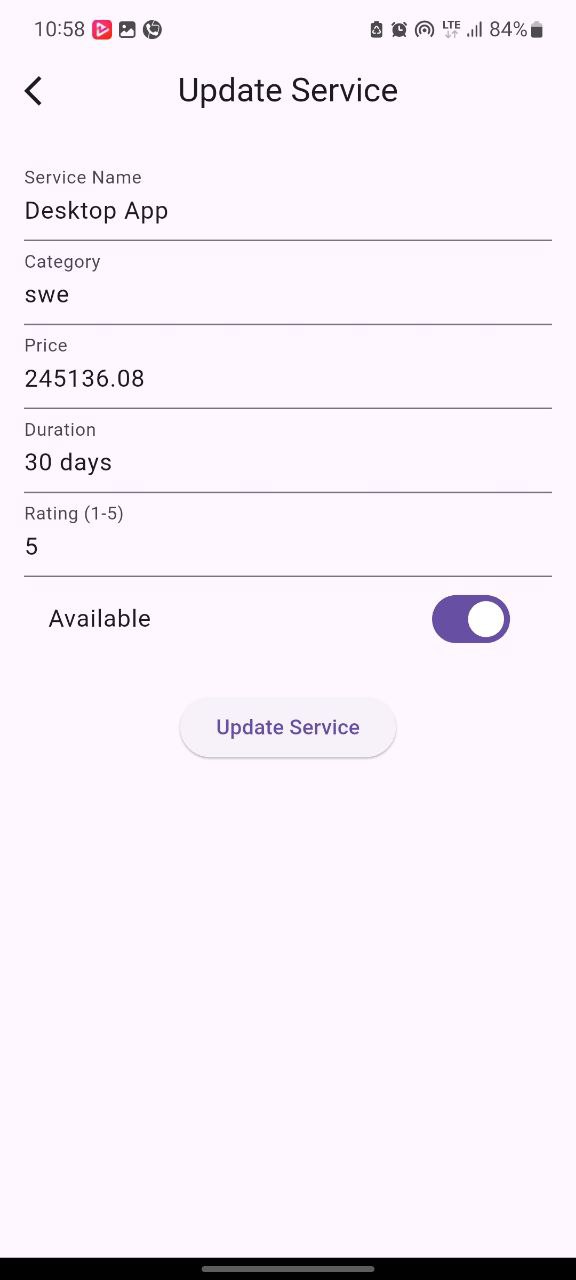 10:58 LTE 84%
Update Service
Service Name
Desktop App
Category
swe
Price
245136.08
Duration
30 days
Rating (1-5)
5
Available
Update Service